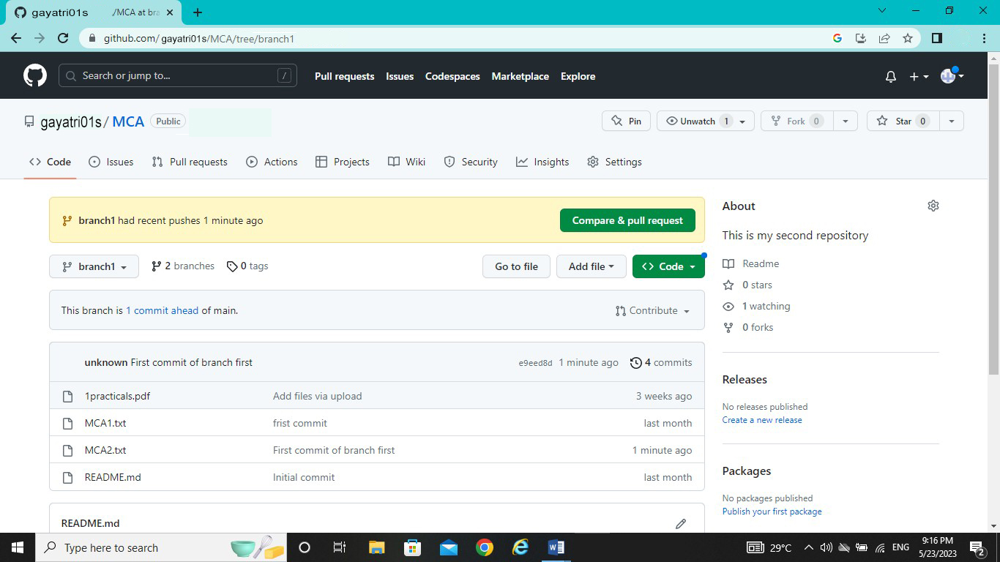 gayatri01s ./MCA at bra
github.com/gayatri01s/MCA/tree/branch1
Search or jump to... / Pull requests Issues Codespaces Marketplace Explore
gayatri01s/ MCA Public Pin Unwatch 1 Fork 0 Star 0
Code Issues Pull requests Actions Projects Wiki Security Insights Settings
branch1 had recent pushes 1 minute ago Compare & pull request
branch1 2 branches 0 tags Go to file Add file Code
This branch is 1 commit ahead of main. Contribute
unknown First commit of branch first e9eed8d 1 minute ago 4 commits
1practicals.pdf Add files via upload 3 weeks ago
MCA1.txt frist commit last month
MCA2.txt First commit of branch first 1 minute ago
README.md Initial commit last month
README.md
About
This is my second repository
Readme
0 stars
1 watching
0 forks
Releases
No releases published
Create a new release
Packages
No packages published
Publish your first package
Type here to search 29°C ENG 9:16 PM
5/23/2023 2